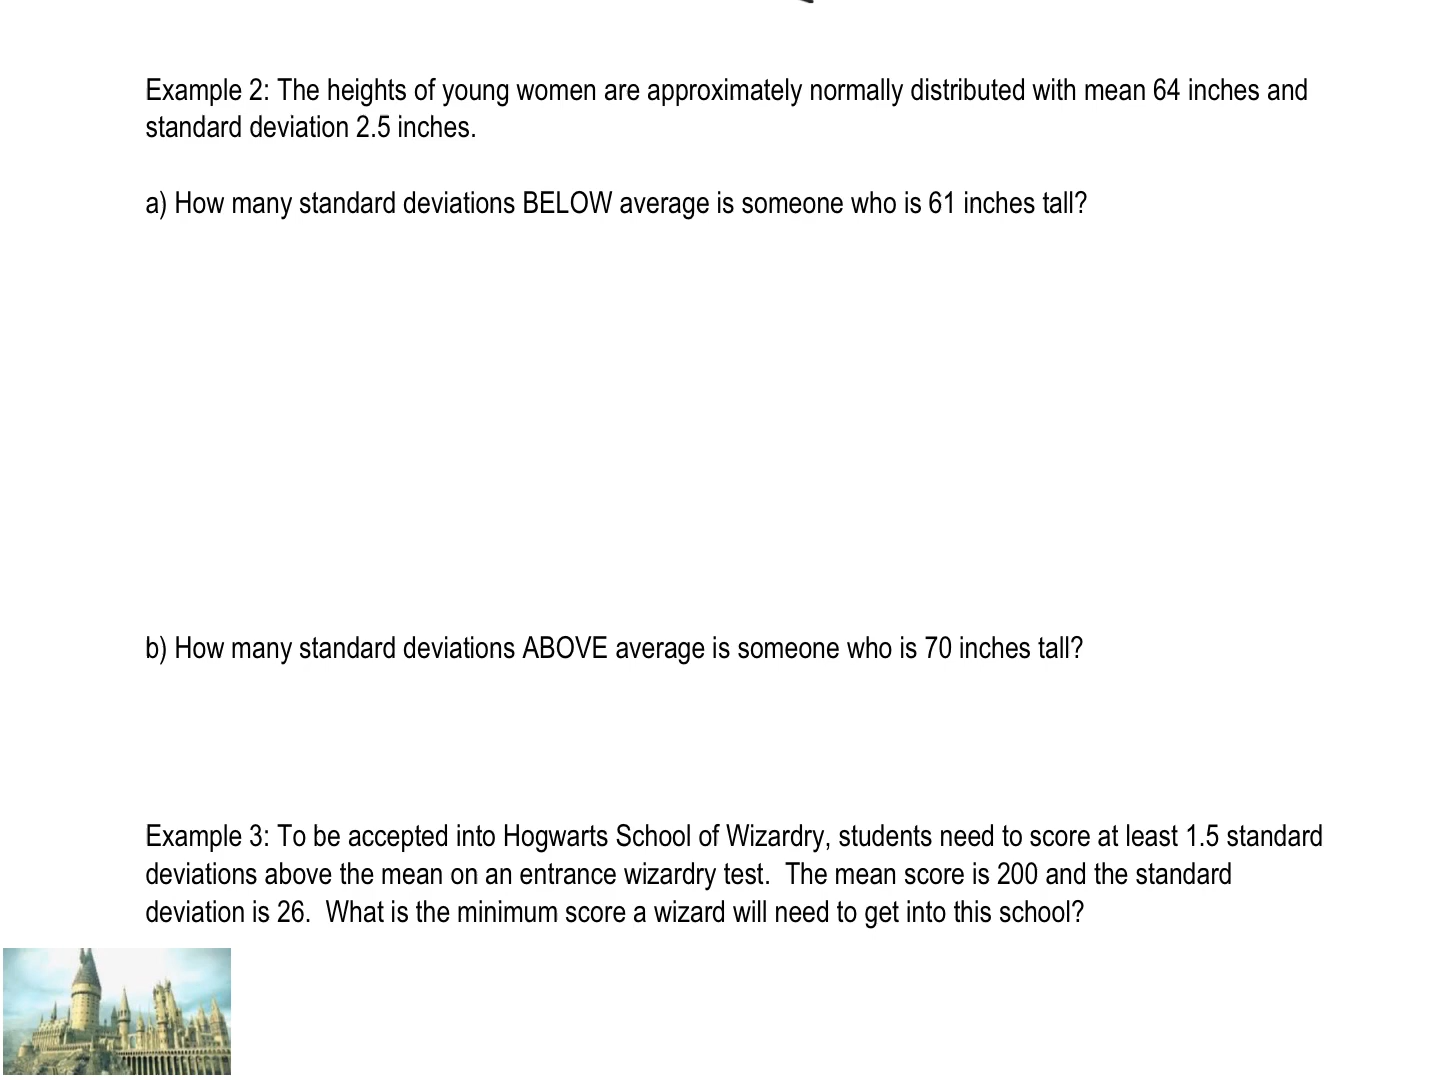 Example 2: The heights of young women are approximately normally distributed with mean 64 inches and
standard deviation 2.5 inches.
a) How many standard deviations BELOW average is someone who is 61 inches tall?
b) How many standard deviations ABOVE average is someone who is 70 inches tall?
Example 3: To be accepted into Hogwarts School of Wizardry, students need to score at least 1.5 standard
deviations above the mean on an entrance wizardry test.  The mean score is 200 and the standard
deviation is 26.  What is the minimum score a wizard will need to get into this school?